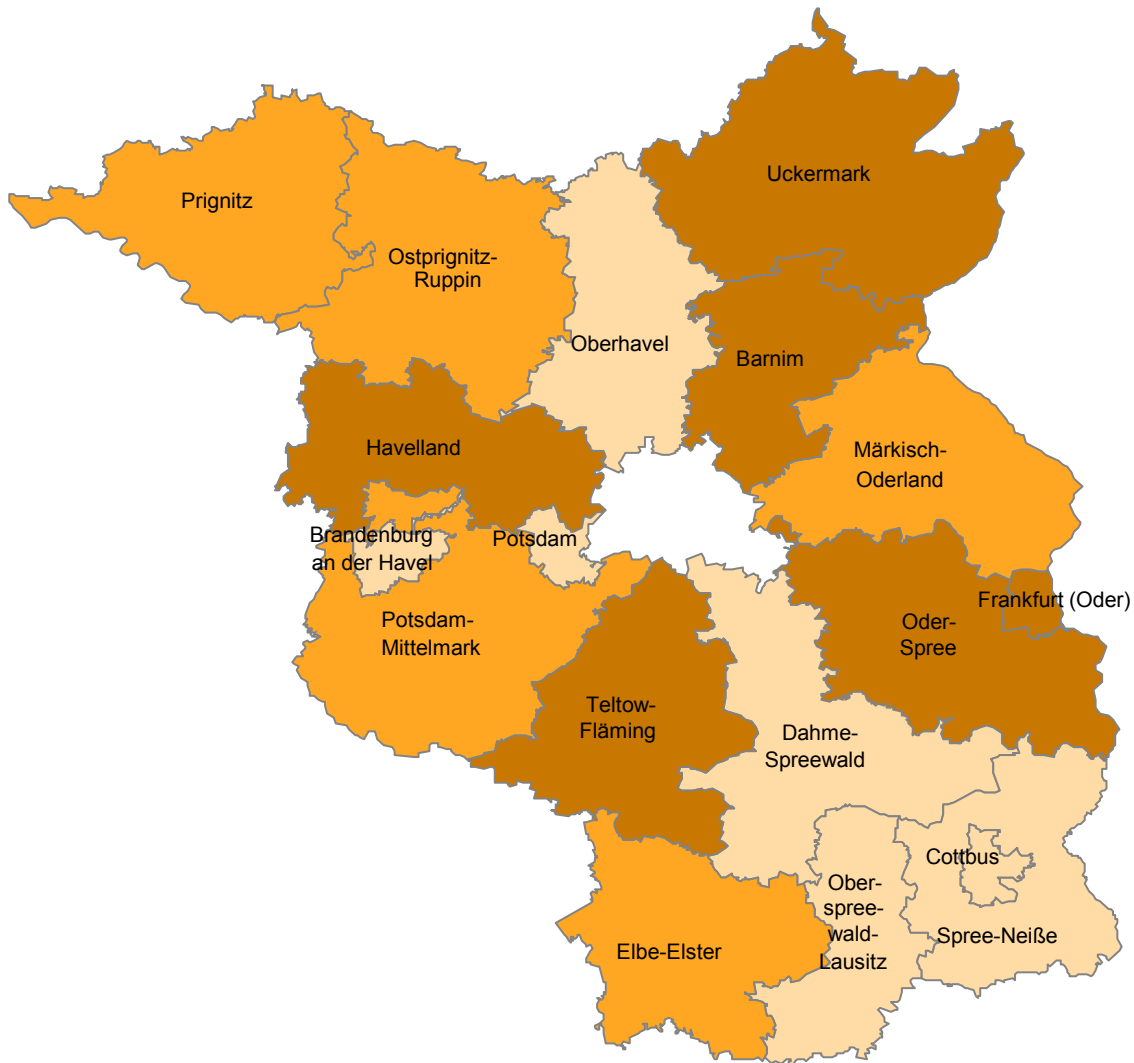 Uckermark
Prignitz
Ostprignitz-
Ruppin
Oberhavel
Barnim
Havelland
Märkisch-
Oderland
Brandenburg
an der Havel
Potsdam
Frankfurt (Oder)
Potsdam-
Mittelmark
Oder-
Spree
Teltow-
Fläming
Dahme-
Spreewald
Cottbus
Ober-
spree-
wald-
Lausitz
Spree-Neiße
Elbe-Elster